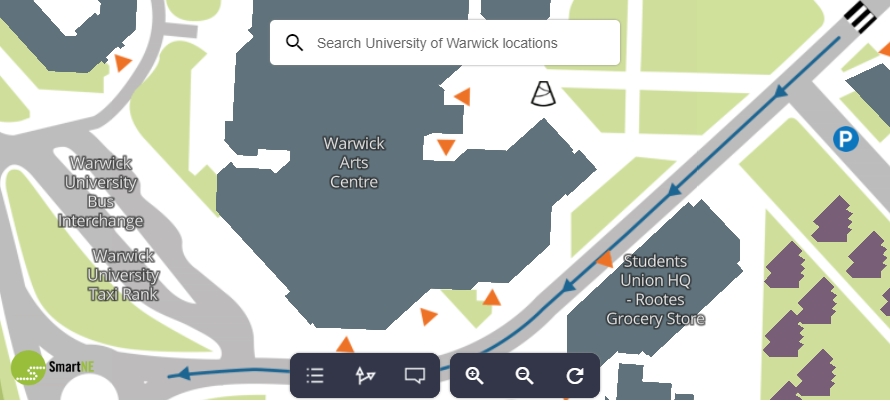 Search University of Warwick locations
Warwick
Arts
Centre
P
Warwick
University
Bus
Interchange
Warwick
University
Taxi Rank
Students
Union HQ
- Rootes
Grocery Store
SmartNE